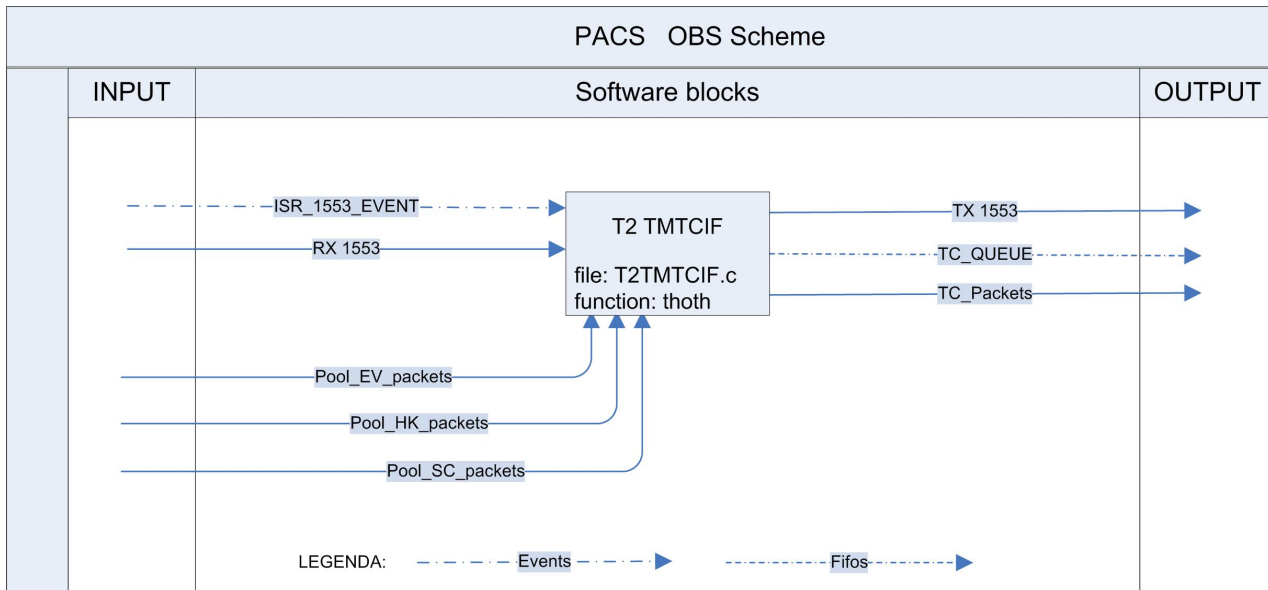 PACS OBS Scheme
INPUT
Software blocks
OUTPUT
ISR_1553_EVENT
RX 1553
T2 TMTCIF
file: T2TMTCIF.c
function: thoth
TX 1553
TC_QUEUE
TC_Packets
Pool_EV_packets
Pool_HK_packets
Pool_SC_packets
LEGENDA:
Events
Fifos